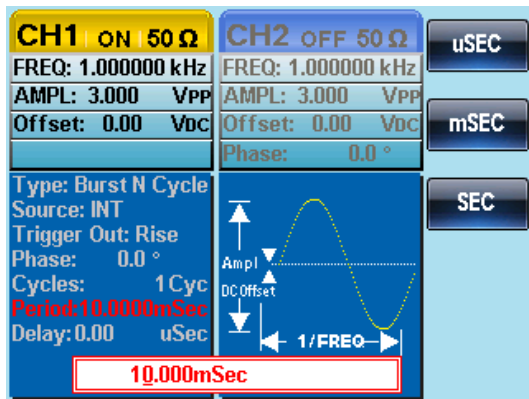 CH1 ON 50 Ω
CH2 OFF 50 Ω
uSEC
FREQ: 1.000000 kHz
FREQ: 1.000000 kHz
AMPL: 3.000 VPP
AMPL: 3.000 VPP
Offset: 0.00 VDC
Offset: 0.00 VDC
mSEC
Phase: 0.0 °
Type: Burst N Cycle
Source: INT
Trigger Out: Rise
Phase: 0.0 °
Cycles: 1 Cyc
Period:10.0000mSec
Delay: 0.00 uSec
SEC
Ampl
DC Offset
1/FREQ
10.000mSec